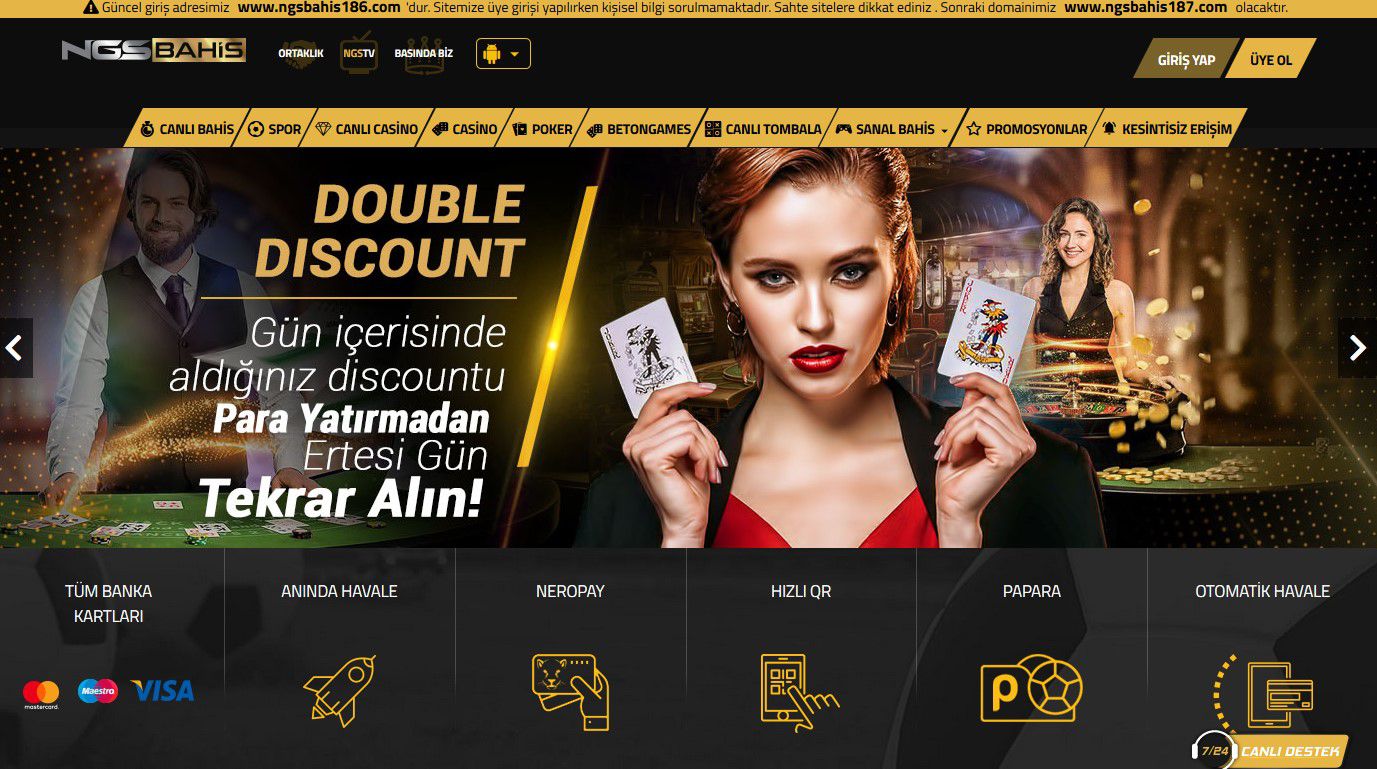 Güncel giriş adresimiz www.ngsbahis186.com 'dur. Sitemize üye girişi yapılırken kişisel bilgi sorulmamaktadır. Sahte sitelere dikkat ediniz . Sonraki domainimiz www.ngsbahis187.com olacaktır.
NGSBAHİS
ORTAKLIK NGSTV BASINDA BİZ
GİRİŞ YAP ÜYE OL
CANLI BAHİS SPOR CANLI CASİNO CASİNO POKER BETONGAMES CANLI TOMBALA SANAL BAHİS PROMOSYONLAR KESİNTİSİZ ERİŞİM
DOUBLE
DISCOUNT
Gün içerisinde
aldığınız discountu
Para Yatırmadan
Ertesi Gün
Tekrar Alın!
JOKER
JOKER
TÜM BANKA
KARTLARI
ANINDA HAVALE
NEROPAY
HIZLI QR
PAPARA
OTOMATİK HAVALE
mastercard.
Maestro
VISA
P
7/24 CANLI DESTEK